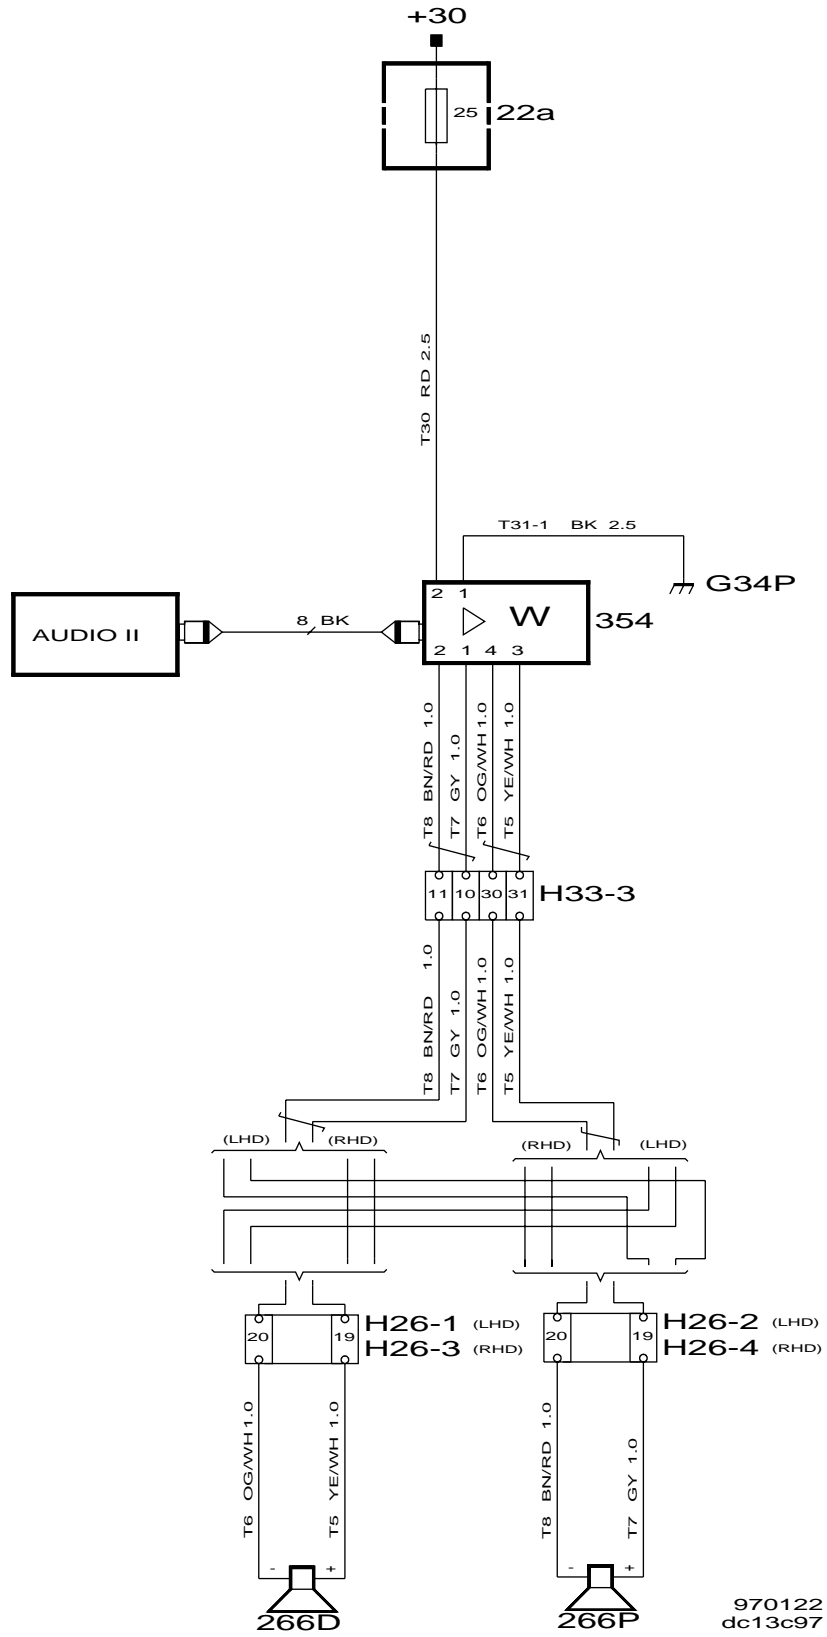 +30
25 22a
T30 RD 2.5
T31-1 BK 2.5
G34P
AUDIO II
8 BK
2 1
W
354
2 1 4 3
T8 BN/RD 1.0
T7 GY 1.0
T6 OG/WH 1.0
T5 YE/WH 1.0
11 10 30 31 H33-3
T8 BN/RD 1.0
T7 GY 1.0
T6 OG/WH 1.0
T5 YE/WH 1.0
(LHD) (RHD) (RHD) (LHD)
20 19
H26-1 (LHD)
H26-3 (RHD)
20 19
H26-2 (LHD)
H26-4 (RHD)
T6 OG/WH 1.0
T5 YE/WH 1.0
T8 BN/RD 1.0
T7 GY 1.0
- + - +
266D 266P
970122
dc13c97